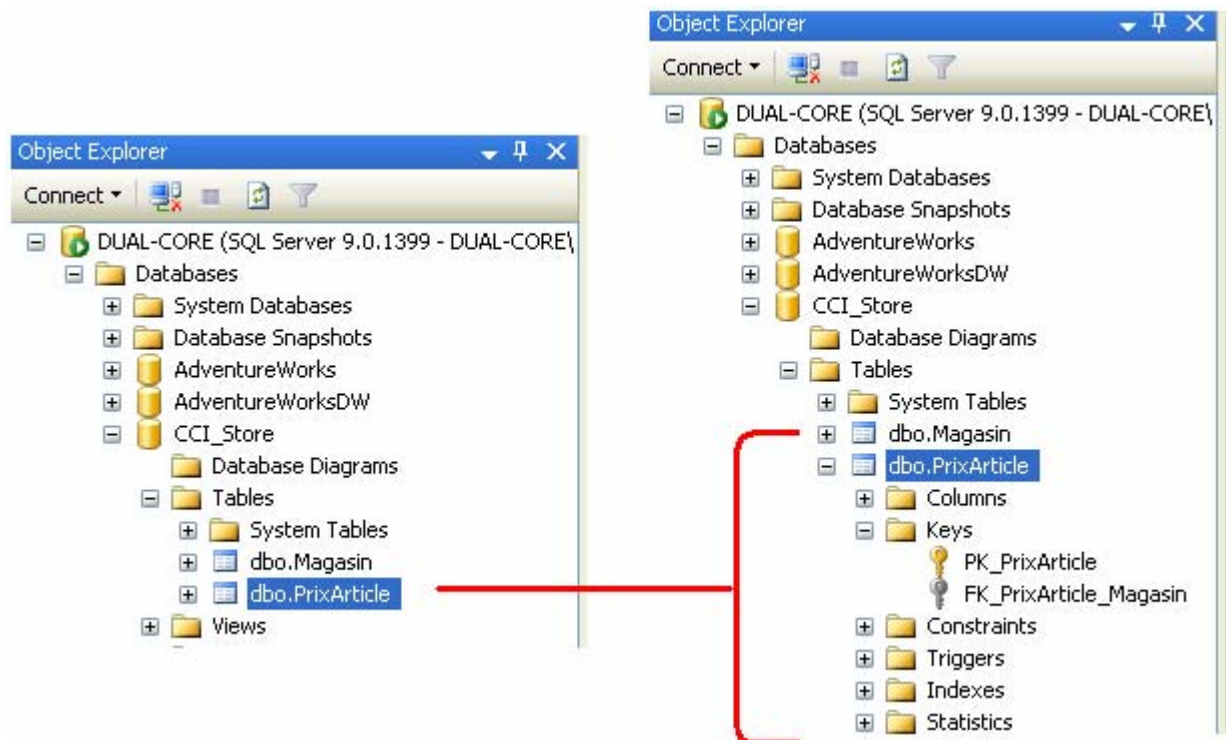 Object Explorer
Connect
DUAL-CORE (SQL Server 9.0.1399 - DUAL-CORE\
Databases
System Databases
Database Snapshots
AdventureWorks
AdventureWorksDW
CCI_Store
Database Diagrams
Tables
System Tables
dbo.Magasin
dbo.PrixArticle
Views
Object Explorer
Connect
DUAL-CORE (SQL Server 9.0.1399 - DUAL-CORE\
Databases
System Databases
Database Snapshots
AdventureWorks
AdventureWorksDW
CCI_Store
Database Diagrams
Tables
System Tables
dbo.Magasin
dbo.PrixArticle
Columns
Keys
PK_PrixArticle
FK_PrixArticle_Magasin
Constraints
Triggers
Indexes
Statistics